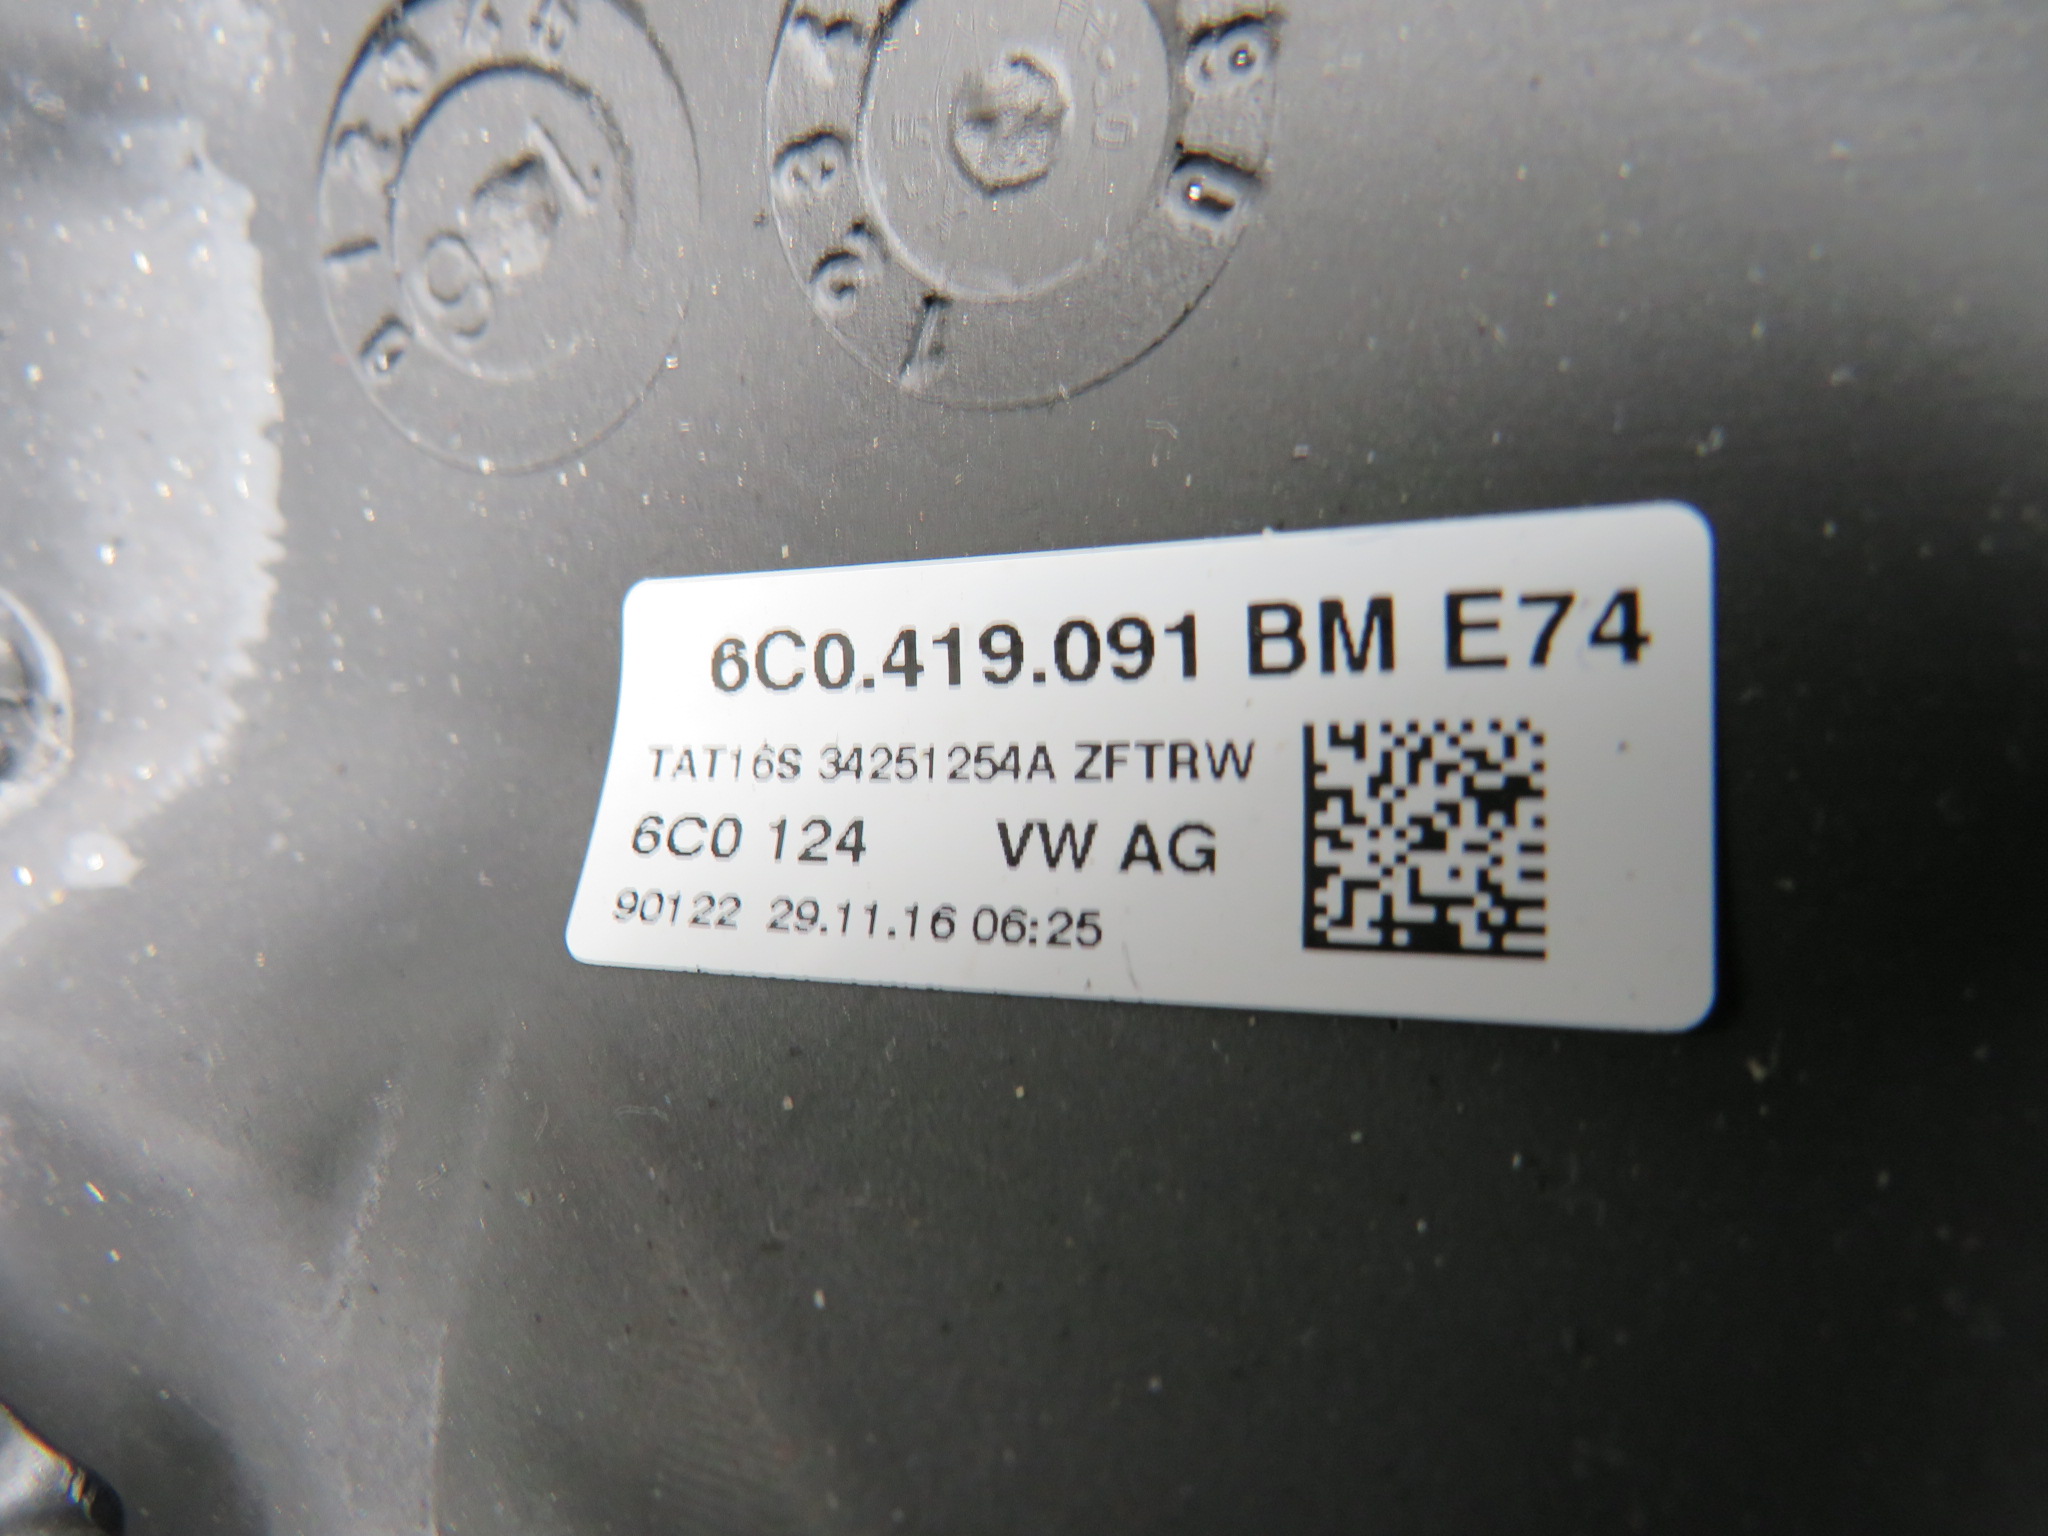 6C0.419.091 BM E74
TAT16S 34251254A ZFTRW
6C0 124 VW AG
90122 29.11.16 06:25